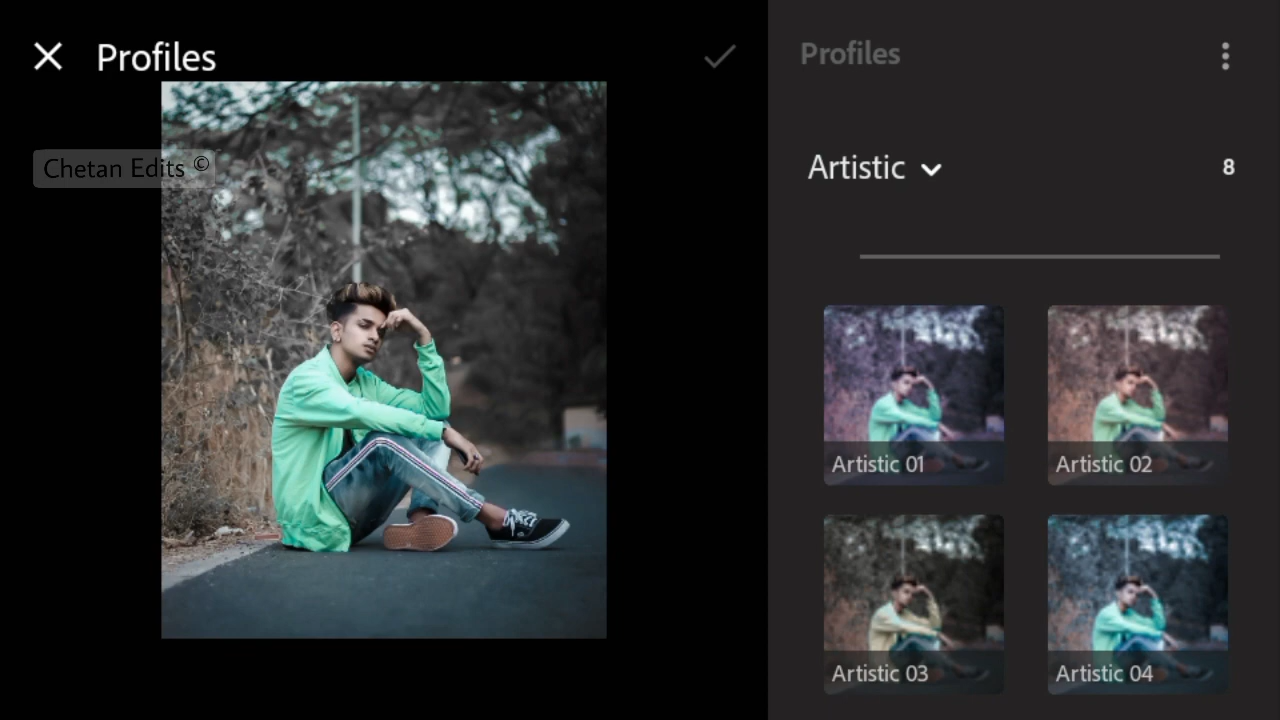 Profiles
Chetan Edits ©
Profiles
Artistic
8
Artistic 01
Artistic 02
Artistic 03
Artistic 04